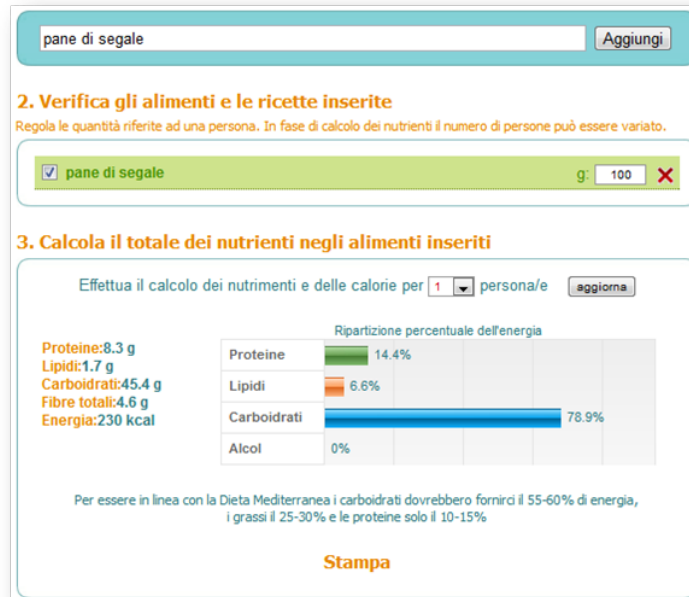 pane di segale Aggiungi
2. Verifica gli alimenti e le ricette inserite
Regola le quantità riferite ad una persona. In fase di calcolo dei nutrienti il numero di persone può essere variato.
pane di segale g: 100
3. Calcola il totale dei nutrienti negli alimenti inseriti
Effettua il calcolo dei nutrimenti e delle calorie per 1 persona/e aggiorna
Proteine:8.3 g
Lipidi:1.7 g
Carboidrati:45.4 g
Fibre totali:4.6 g
Energia:230 kcal
Ripartizione percentuale dell'energia
Proteine 14.4%
Lipidi 6.6%
Carboidrati 78.9%
Alcol 0%
Per essere in linea con la Dieta Mediterranea i carboidrati dovrebbero fornirci il 55-60% di energia,
i grassi il 25-30% e le proteine solo il 10-15%
Stampa